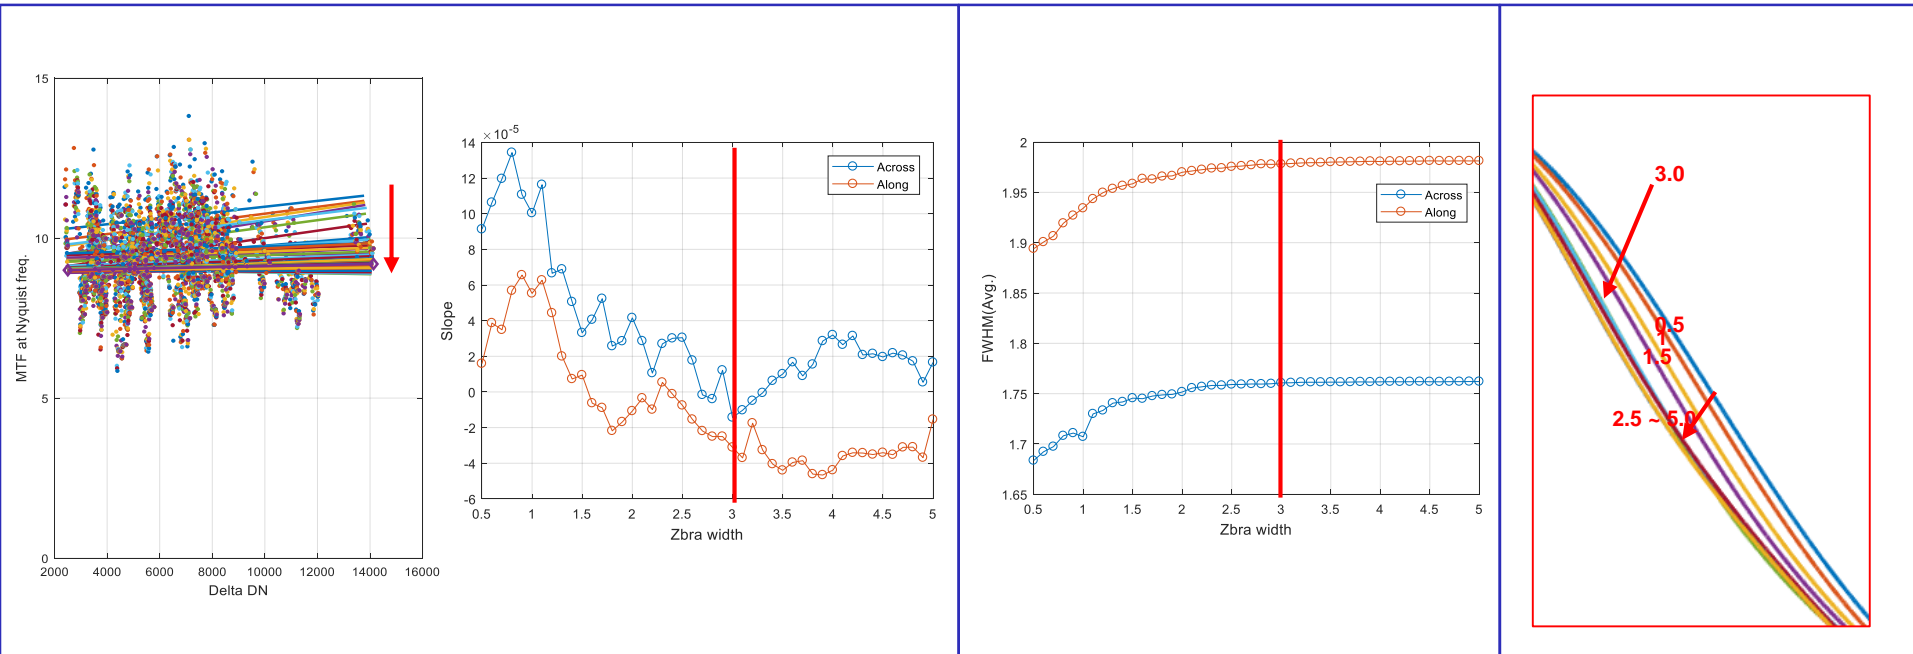 15
10
5
0
2000 4000 6000 8000 10000 12000 14000 16000
MTF at Nyquist freq.
Delta DN
×10-5
14
12
10
8
6
4
2
0
-2
-4
-6
0.5 1 1.5 2 2.5 3 3.5 4 4.5 5
Slope
Zbra width
Across
Along
2
1.95
1.9
1.85
1.8
1.75
1.7
1.65
0.5 1 1.5 2 2.5 3 3.5 4 4.5 5
FWHM(Avg.)
Zbra width
Across
Along
3.0
0.5
1
1.5
2.5 ~ 5.0